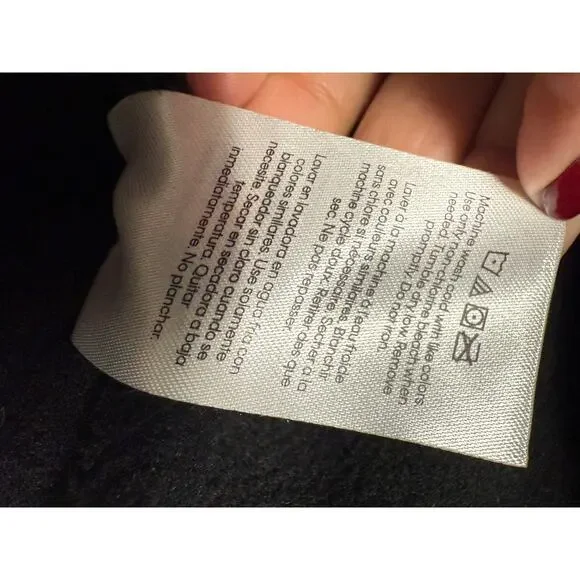 Machine wash cold with like colors
Use only non-chlorine bleach when
needed. Tumble dry low. Remove
promptly. Do not iron.
Laver à la machine à l'eau froide
avec couleurs similaires. Blanchir
sans chlore si nécessaire. Sécher à la
machine cycle doux. Retirer dès que
sec. Ne pas repasser.
Lavar en lavadora en agua fría con
colores similares. Use solamente
blanqueador sin cloro cuando se
necesite. Secar en secadora a baja
temperatura. Quitar
inmediatamente. No planchar.